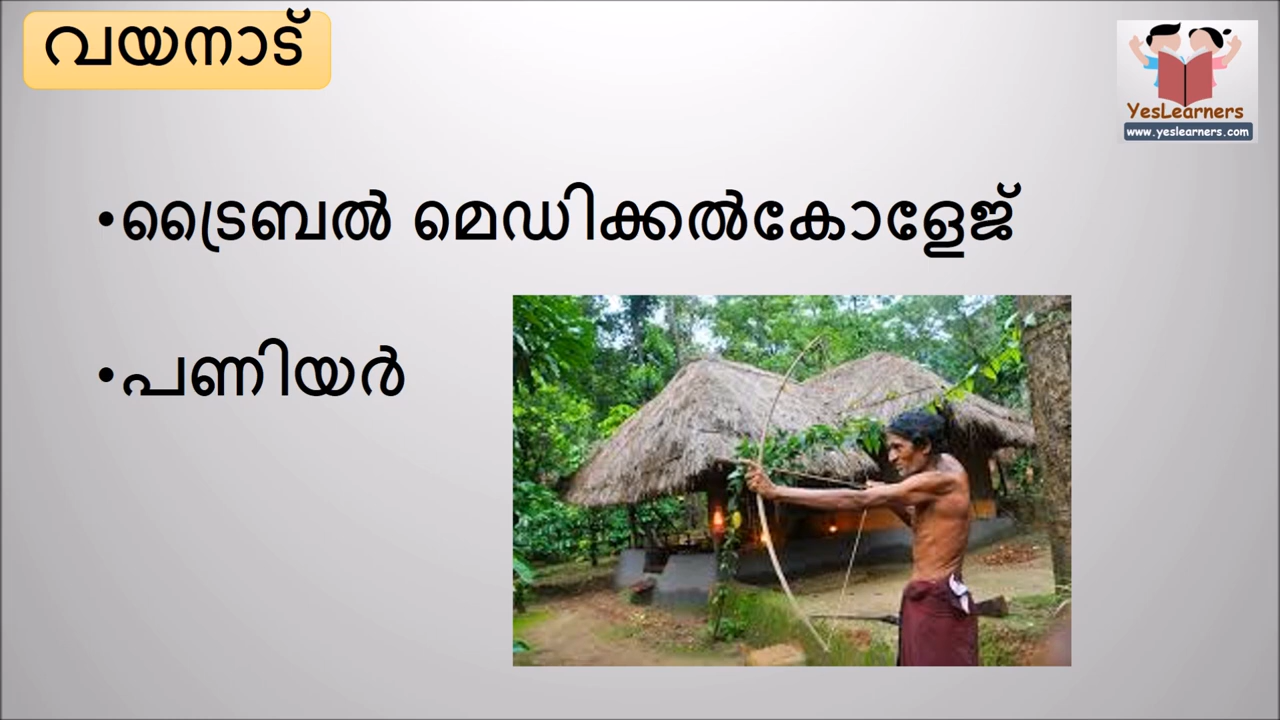 വയനാട്
YesLearners
www.yeslearners.com
•ട്രൈബൽ മെഡിക്കൽകോളേജ്
•പണിയർ